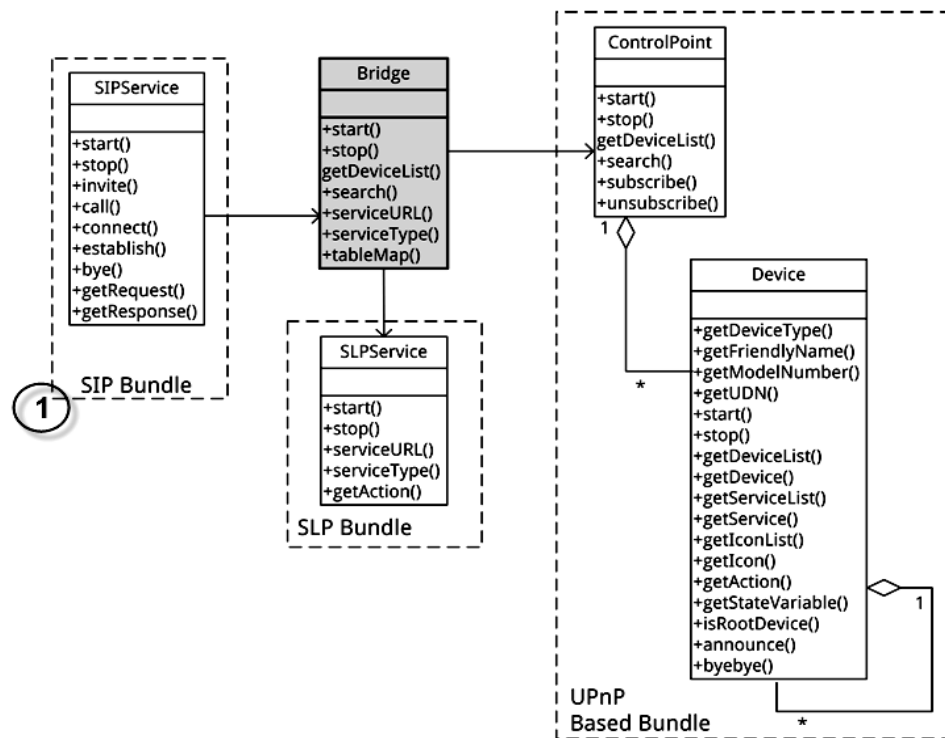 SIPService
+start()
+stop()
+invite()
+call()
+connect()
+establish()
+bye()
+getRequest()
+getResponse()
SIP Bundle
1
Bridge
+start()
+stop()
getDeviceList()
+search()
+serviceURL()
+serviceType()
+tableMap()
SLPService
+start()
+stop()
+serviceURL()
+serviceType()
+getAction()
SLP Bundle
ControlPoint
+start()
+stop()
getDeviceList()
+search()
+subscribe()
+unsubscribe()
1
*
Device
+getDeviceType()
+getFriendlyName()
+getModelNumber()
+getUDN()
+start()
+stop()
+getDeviceList()
+getDevice()
+getServiceList()
+getService()
+getIconList()
+getIcon()
+getAction()
+getStateVariable()
+isRootDevice()
+announce()
+byebye()
1
*
UPnP
Based Bundle